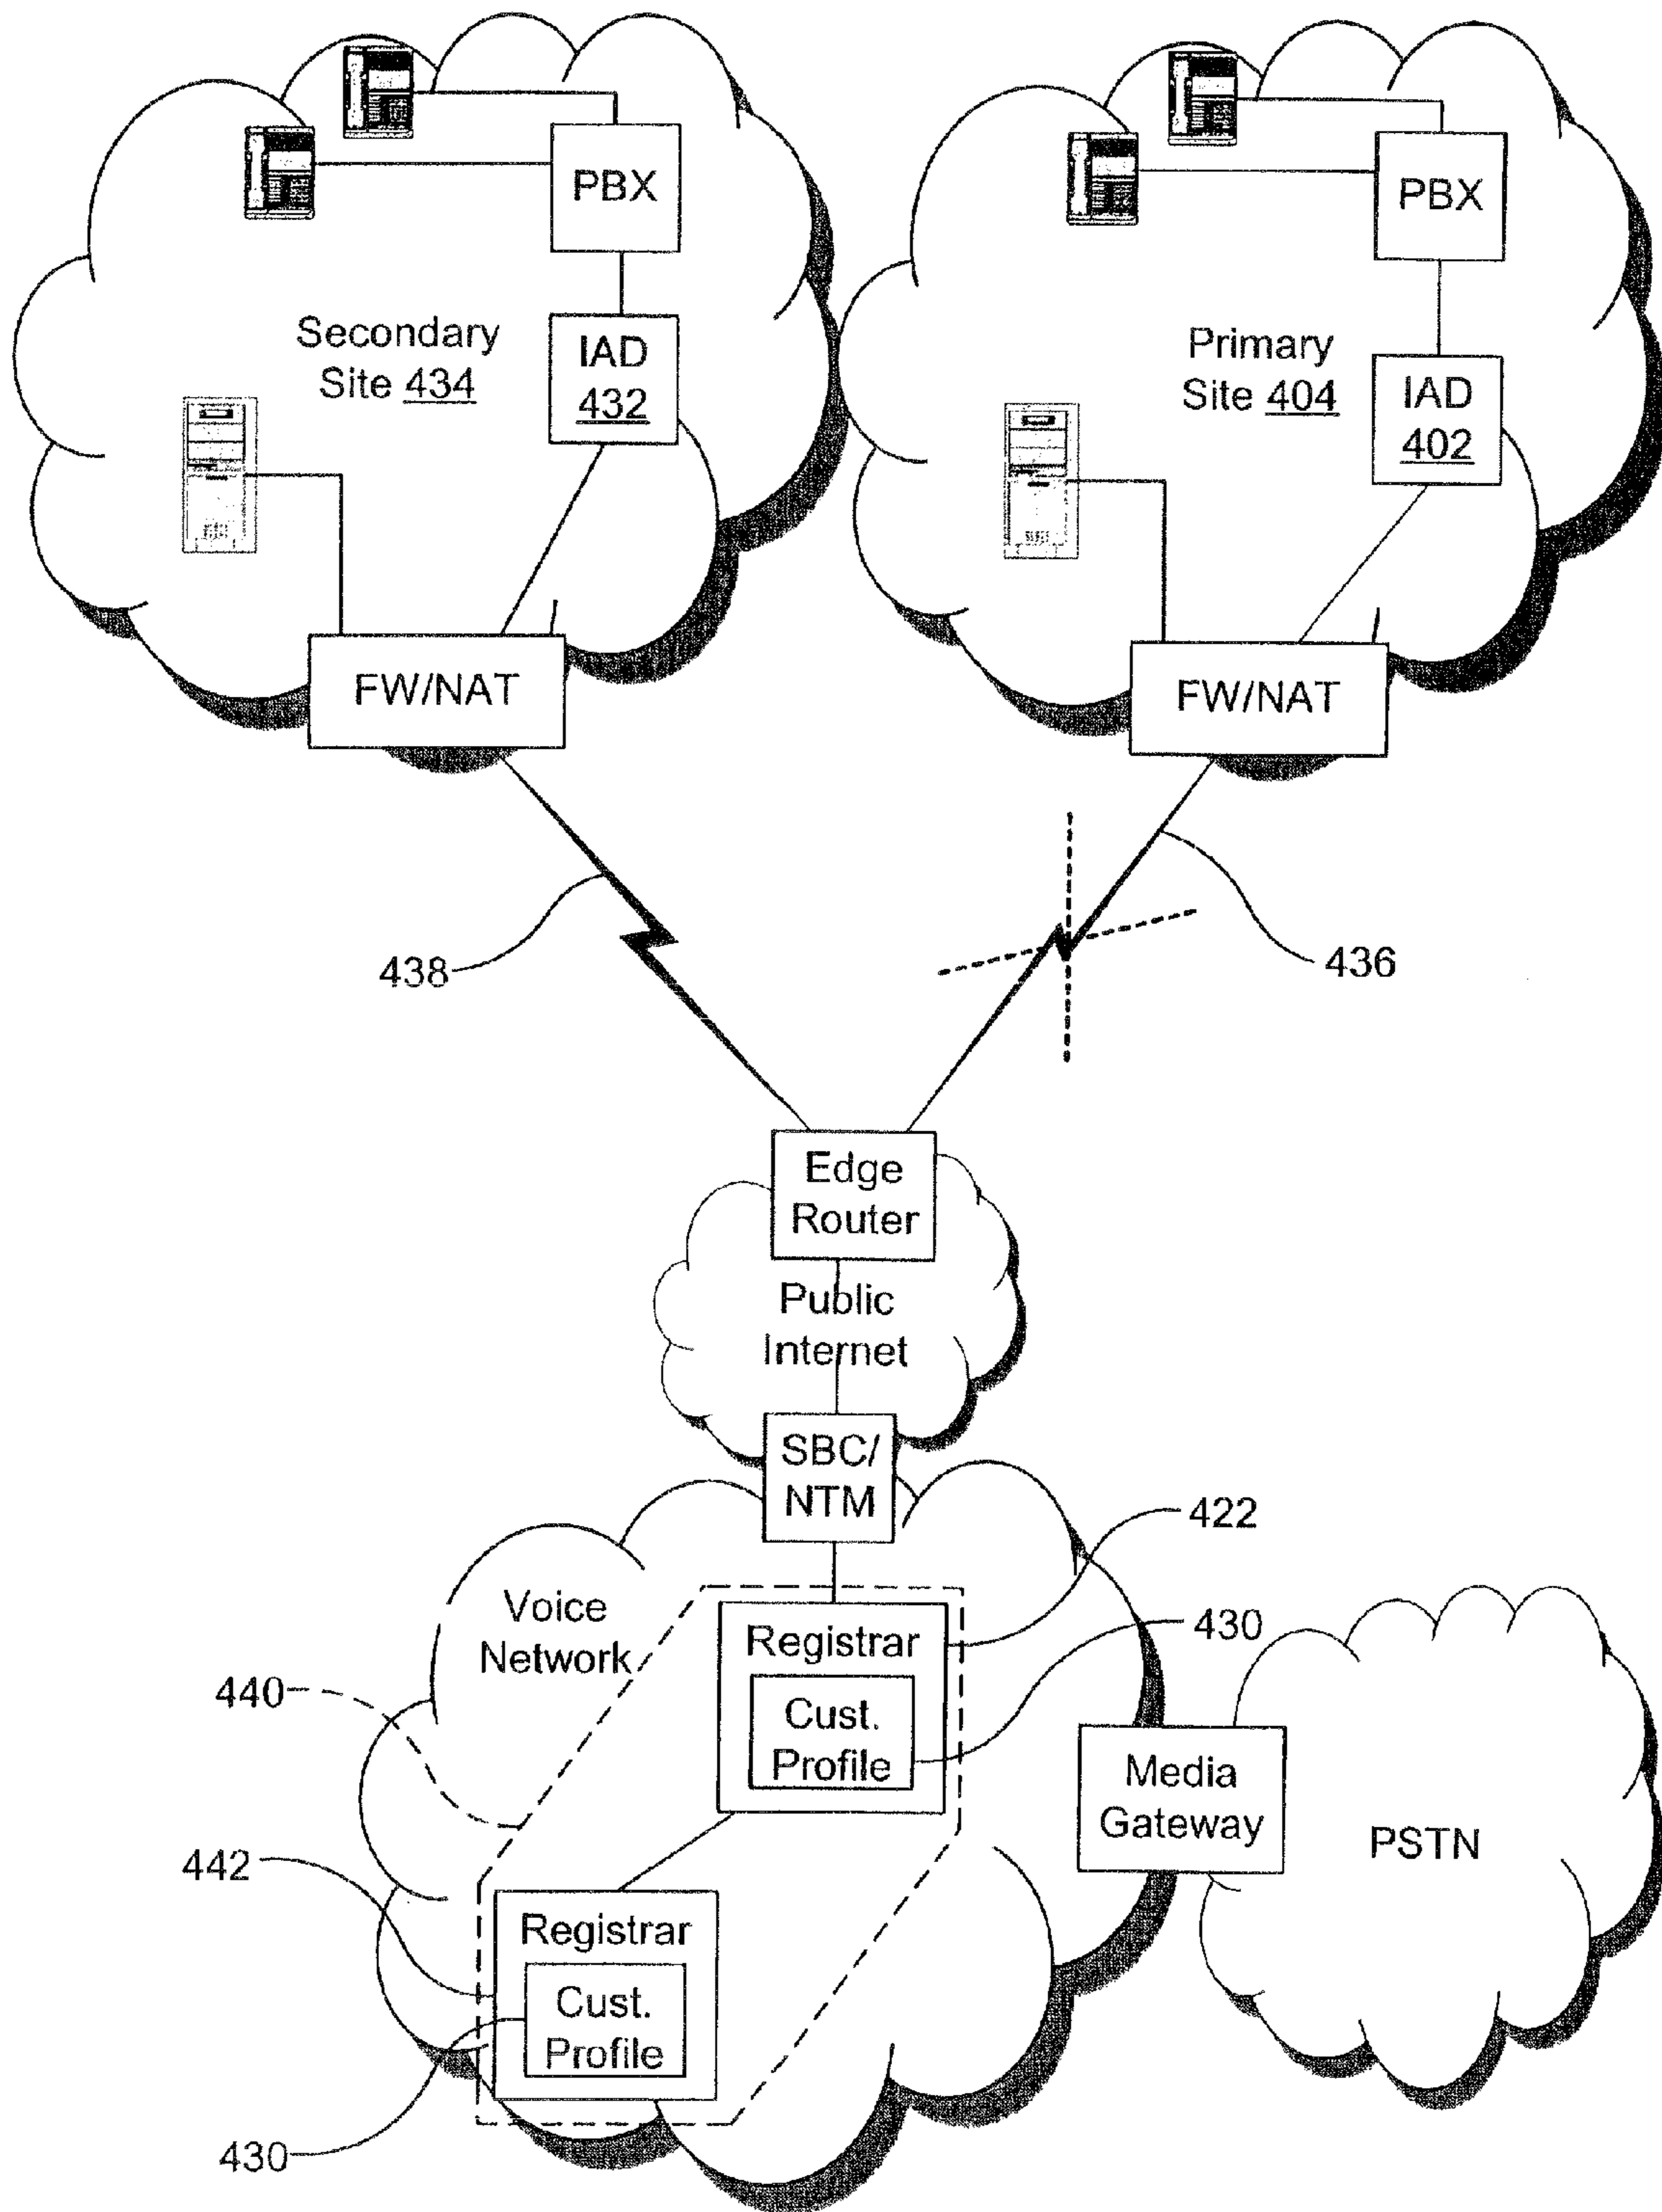 PBX
PBX
Secondary
Site 434
IAD
432
Primary
Site 404
IAD
402
FW/NAT
FW/NAT
438
436
Edge
Router
Public
Internet
SBC/
NTM
422
Voice
Network
Registrar
430
Cust.
Profile
440
Media
Gateway
PSTN
442
Registrar
Cust.
Profile
430